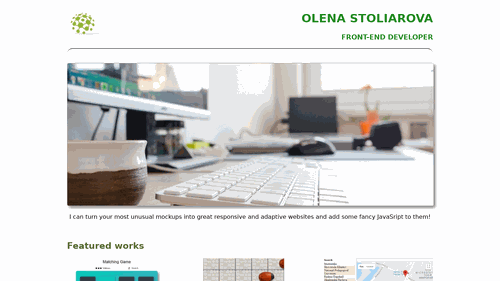 OLENA STOLIAROVA
FRONT-END DEVELOPER
I can turn your most unusual mockups into great responsive and adaptive websites and add some fancy JavaSript to them!
Featured works
Matching Game